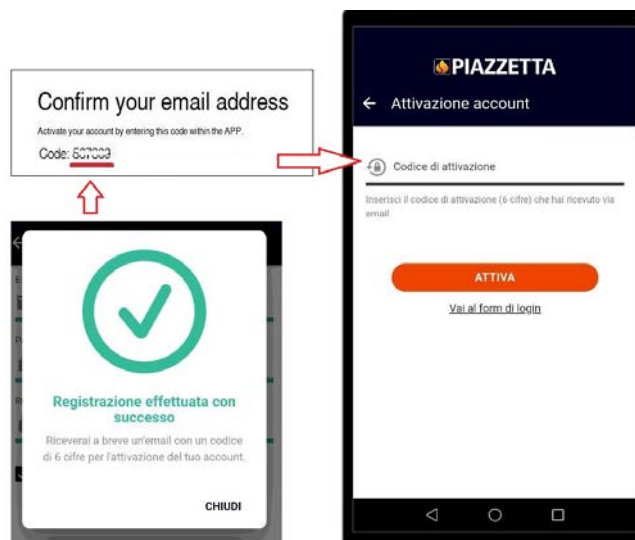 Confirm your email address
Activate your account by entering this code within the APP.
Code:
Registrazione effettuata con
successo
Riceverai a breve un'email con un codice
di 6 cifre per l'attivazione del tuo account.
CHIUDI
PIAZZETTA
Attivazione account
Codice di attivazione
Inserisci il codice di attivazione (6 cifre) che hai ricevuto via
email
ATTIVA
Vai al form di login